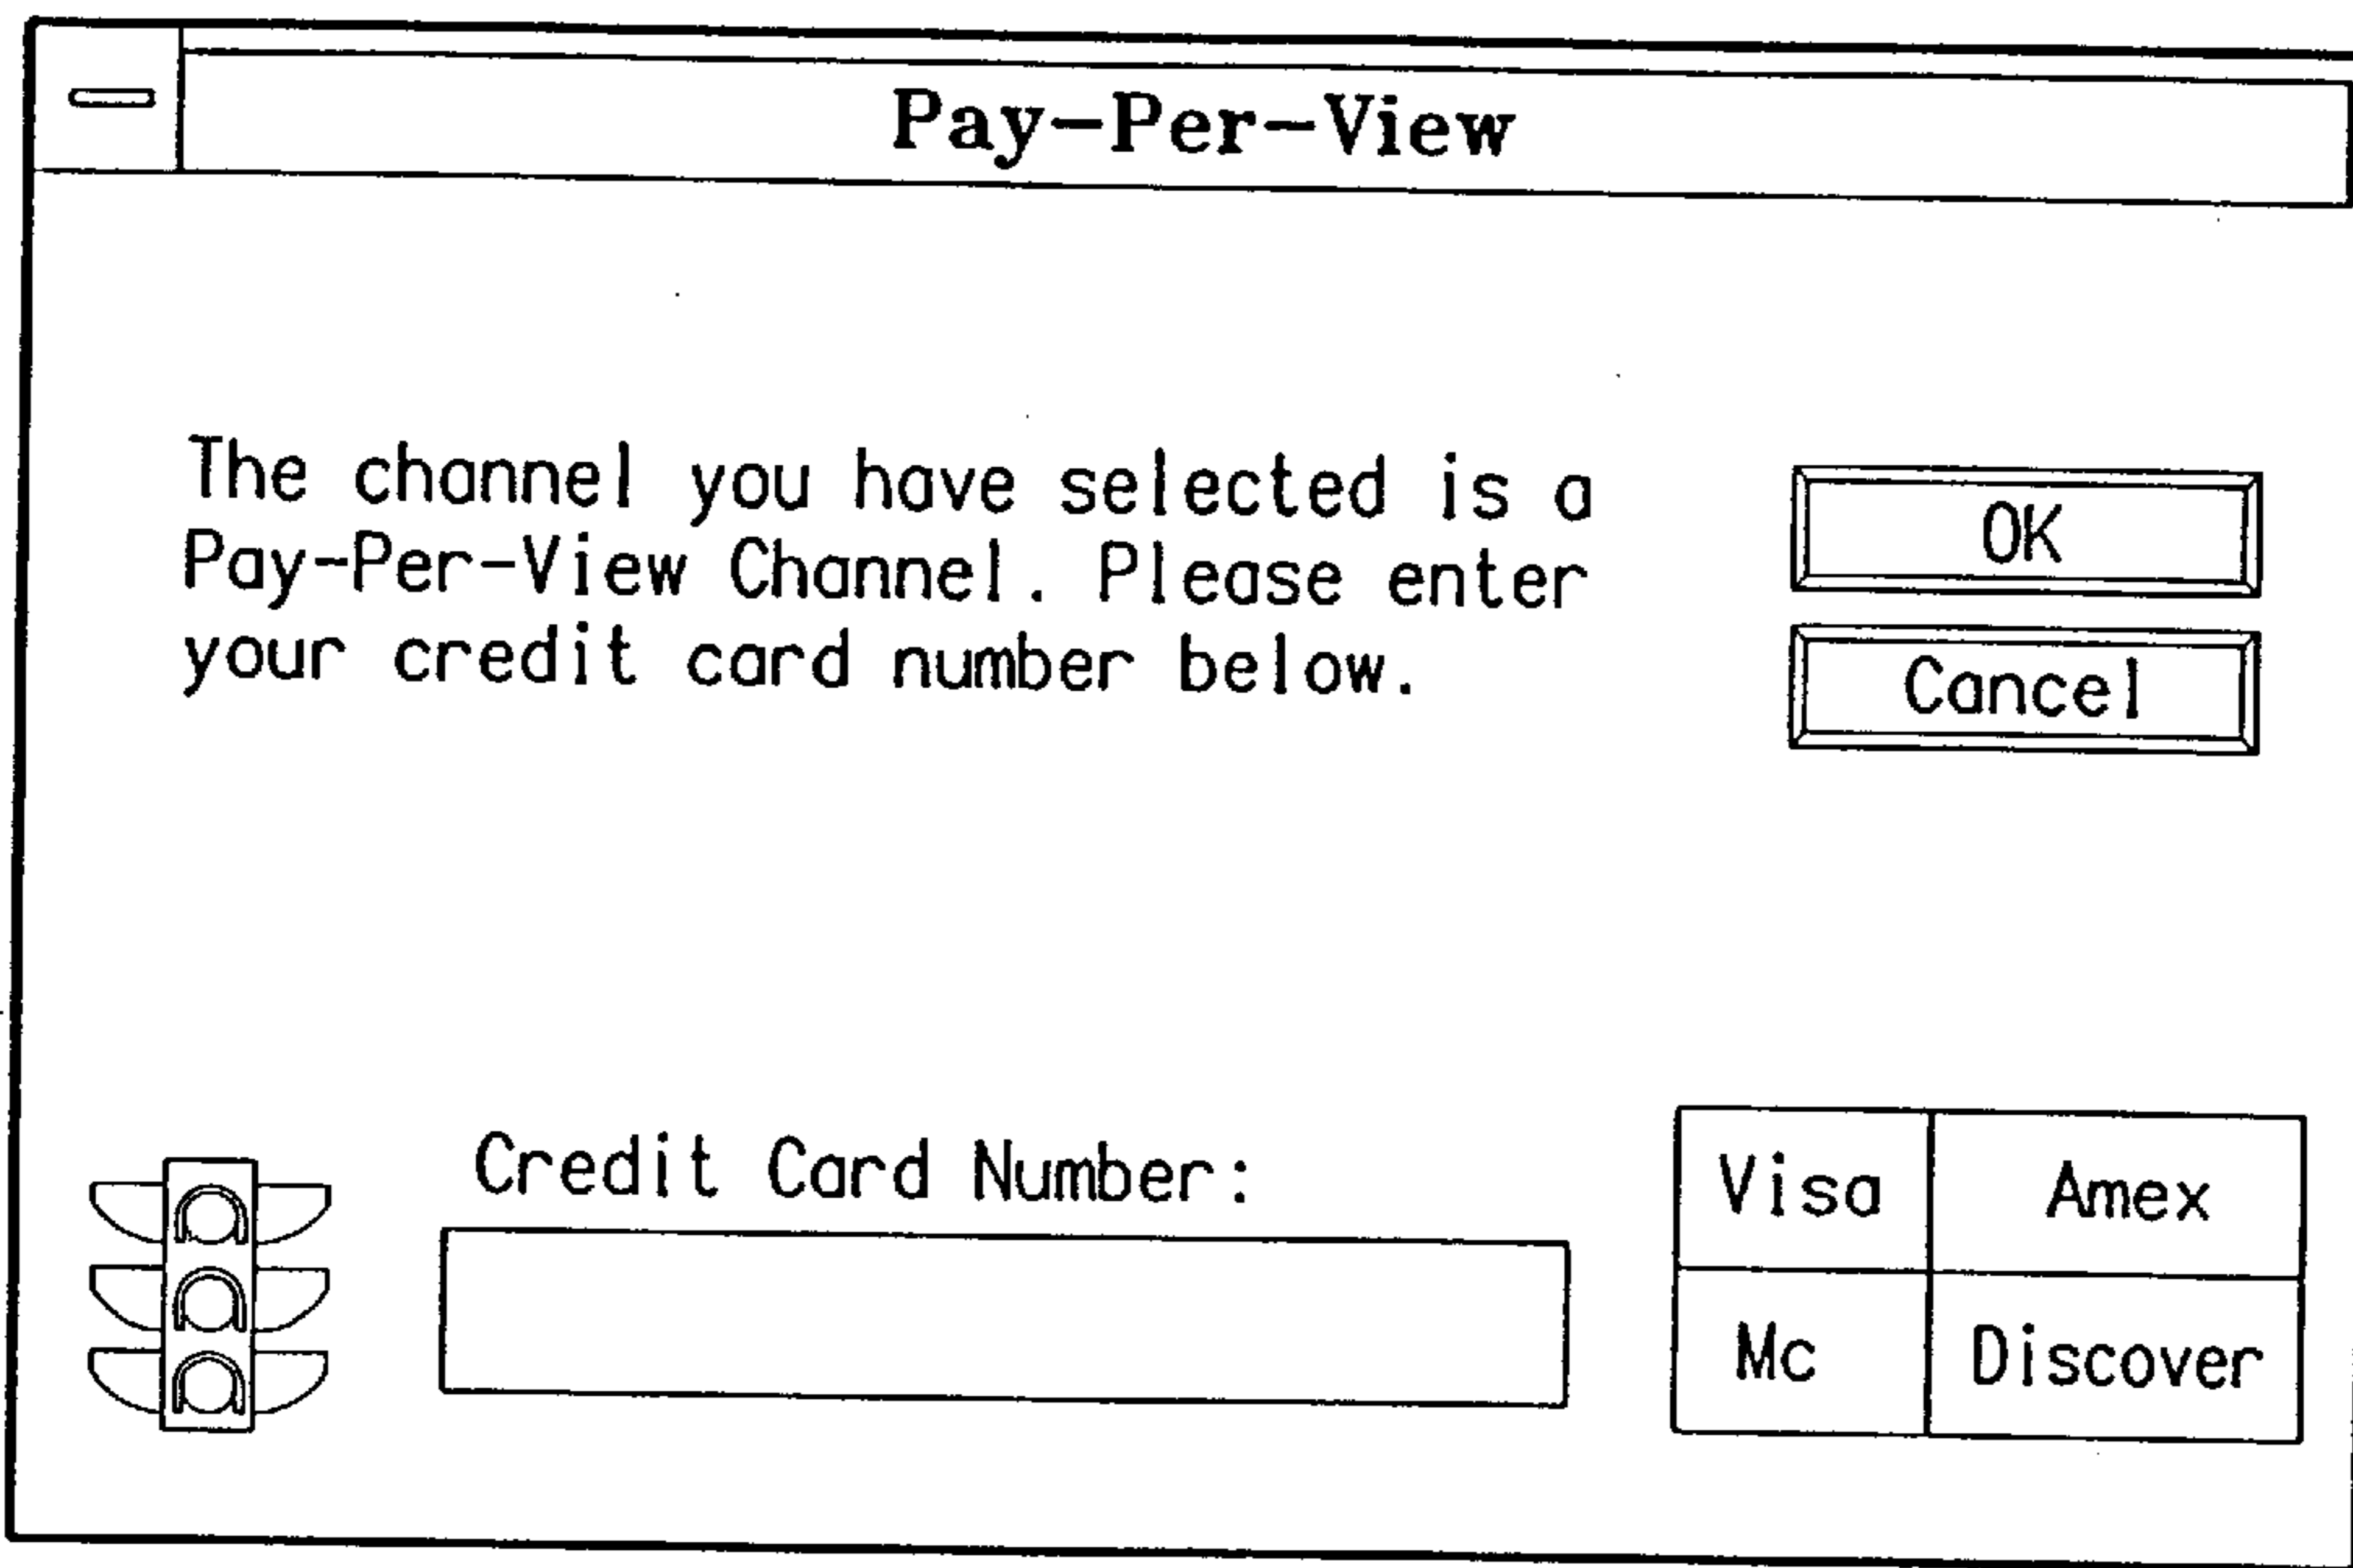 Pay-Per-View
The channel you have selected is a
Pay-Per-View Channel. Please enter
your credit card number below.
OK
Cancel
Credit Card Number:
Visa
Amex
Mc
Discover